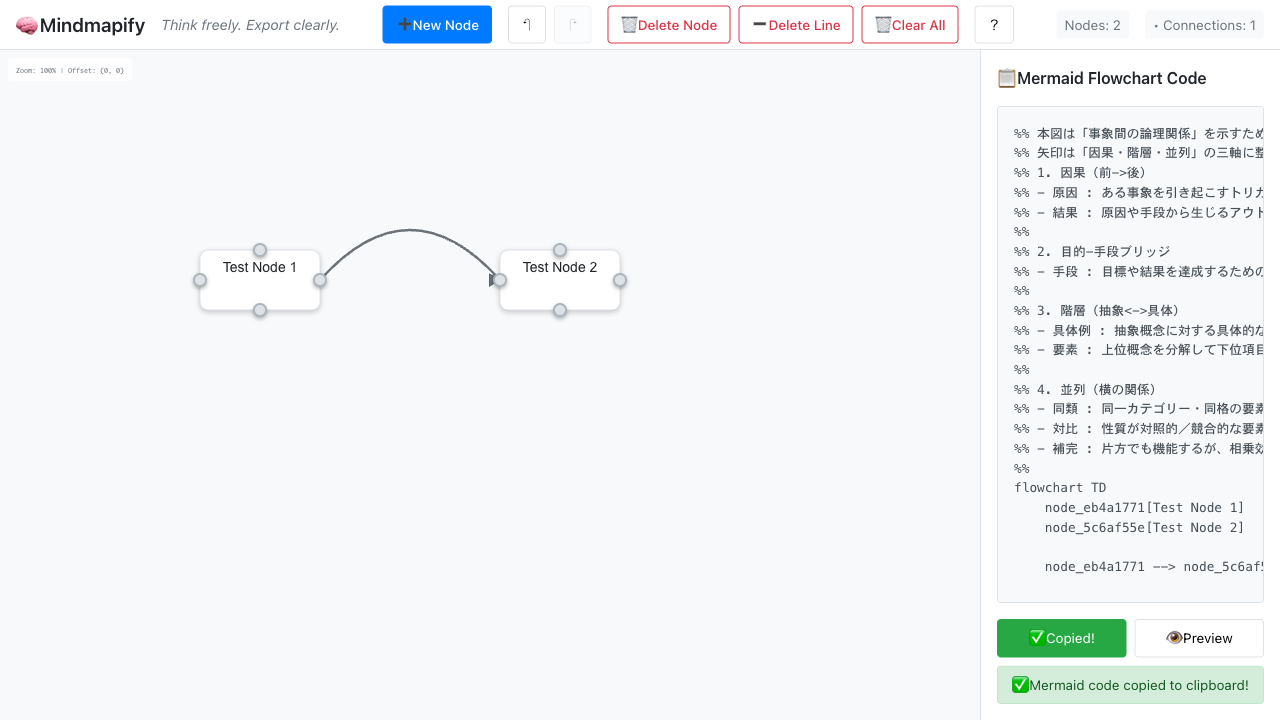 🧠Mindmapify
Think freely. Export clearly.
➕New Node
🗑️Delete Node
➖Delete Line
🗑️Clear All
?
Nodes: 2
• Connections: 1
Zoom: 100% | Offset: (0, 0)
Test Node 1
Test Node 2
📋Mermaid Flowchart Code
%% 本図は「事象間の論理関係」を示すため
%% 矢印は「因果・階層・並列」の三軸に整
%% 1. 因果（前->後）
%% - 原因 : ある事象を引き起こすトリガ
%% - 結果 : 原因や手段から生じるアウト
%%
%% 2. 目的-手段ブリッジ
%% - 手段 : 目標や結果を達成するための
%%
%% 3. 階層（抽象<->具体）
%% - 具体例 : 抽象概念に対する具体的な
%% - 要素 : 上位概念を分解して下位項目
%%
%% 4. 並列（横の関係）
%% - 同類 : 同一カテゴリー・同格の要素
%% - 対比 : 性質が対照的／競合的な要素
%% - 補完 : 片方でも機能するが、相乗効
%%
flowchart TD
node_eb4a1771[Test Node 1]
node_5c6af55e[Test Node 2]
node_eb4a1771 --> node_5c6af5
✅Copied!
👁️Preview
✅Mermaid code copied to clipboard!